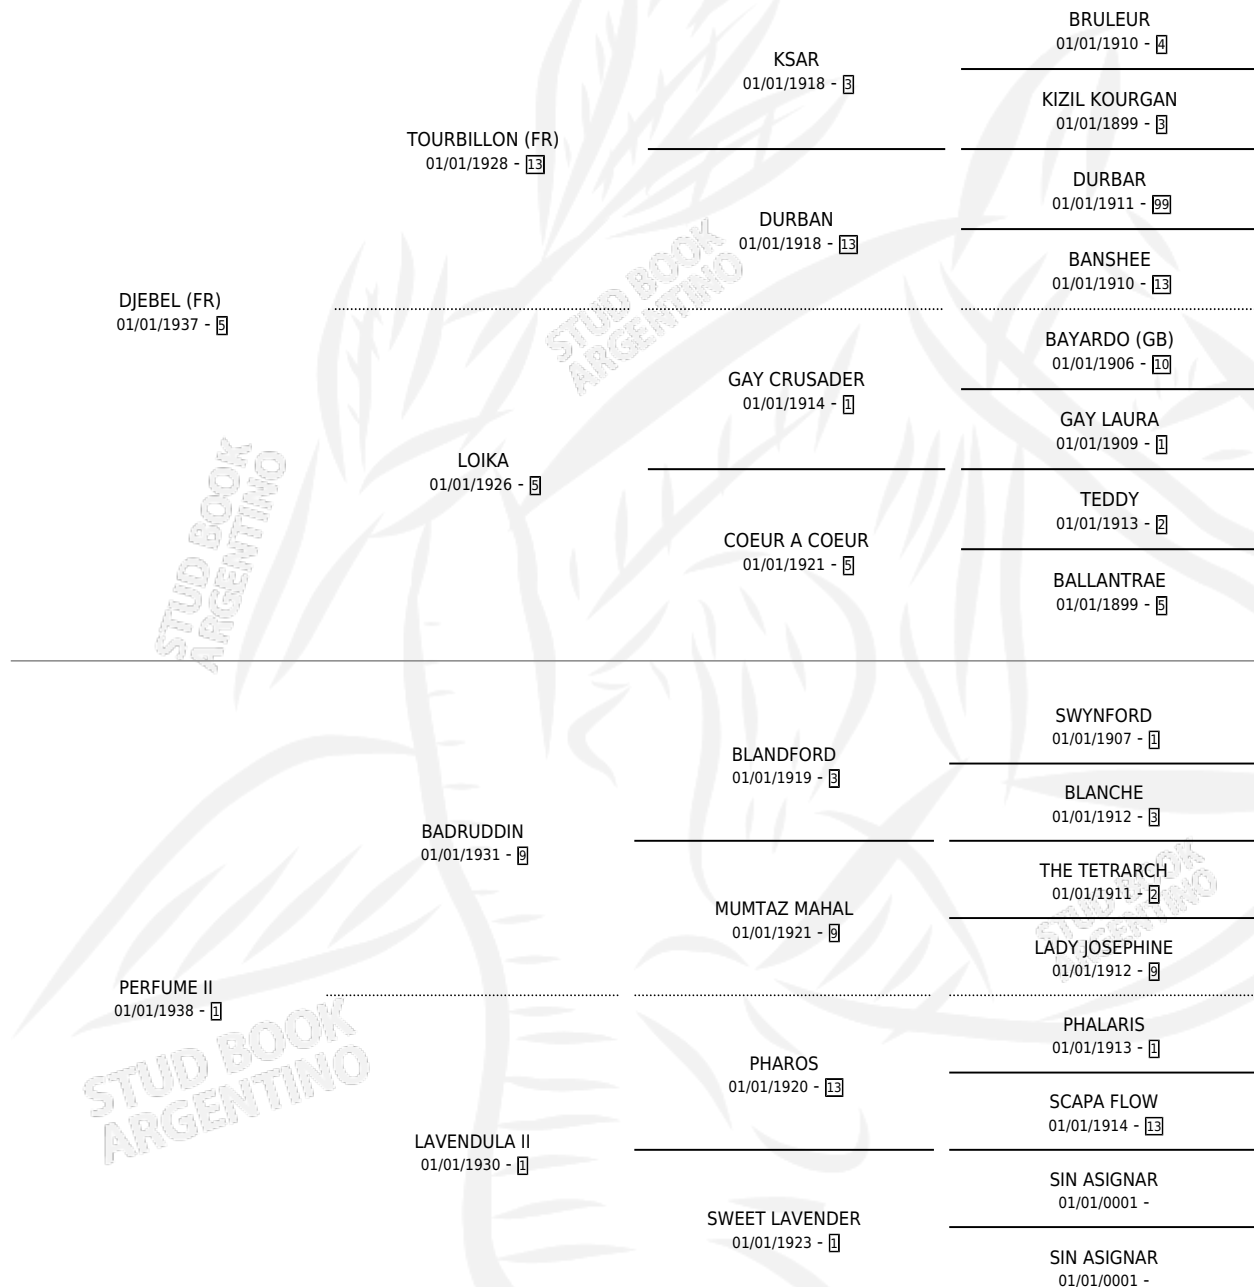 BRULEUR
01/01/1910 - 4
KSAR
01/01/1918 - 3
KIZIL KOURGAN
01/01/1899 - 3
TOURBILLON (FR)
01/01/1928 - 13
DURBAR
01/01/1911 - 99
DURBAN
01/01/1918 - 13
BANSHEE
01/01/1910 - 13
STUD BOOK
ARGENTINO
DJEBEL (FR)
01/01/1937 - 5
BAYARDO (GB)
01/01/1906 - 10
GAY CRUSADER
01/01/1914 - 1
GAY LAURA
01/01/1909 - 1
LOIKA
01/01/1926 - 5
TEDDY
01/01/1913 - 2
COEUR A COEUR
01/01/1921 - 5
BALLANTRAE
01/01/1899 - 5
STUD BOOK
ARGENTINO
SWYNFORD
01/01/1907 - 1
BLANDFORD
01/01/1919 - 3
BLANCHE
01/01/1912 - 3
BADRUDDIN
01/01/1931 - 9
THE TETRARCH
01/01/1911 - 2
MUMTAZ MAHAL
01/01/1921 - 9
LADY JOSEPHINE
01/01/1912 - 9
STUD BOOK
ARGENTINO
PERFUME II
01/01/1938 - 1
PHALARIS
01/01/1913 - 1
PHAROS
01/01/1920 - 13
SCAPA FLOW
01/01/1914 - 13
STUD BOOK
ARGENTINO
LAVENDULA II
01/01/1930 - 1
SIN ASIGNAR
01/01/0001 -
SWEET LAVENDER
01/01/1923 - 1
SIN ASIGNAR
01/01/0001 -